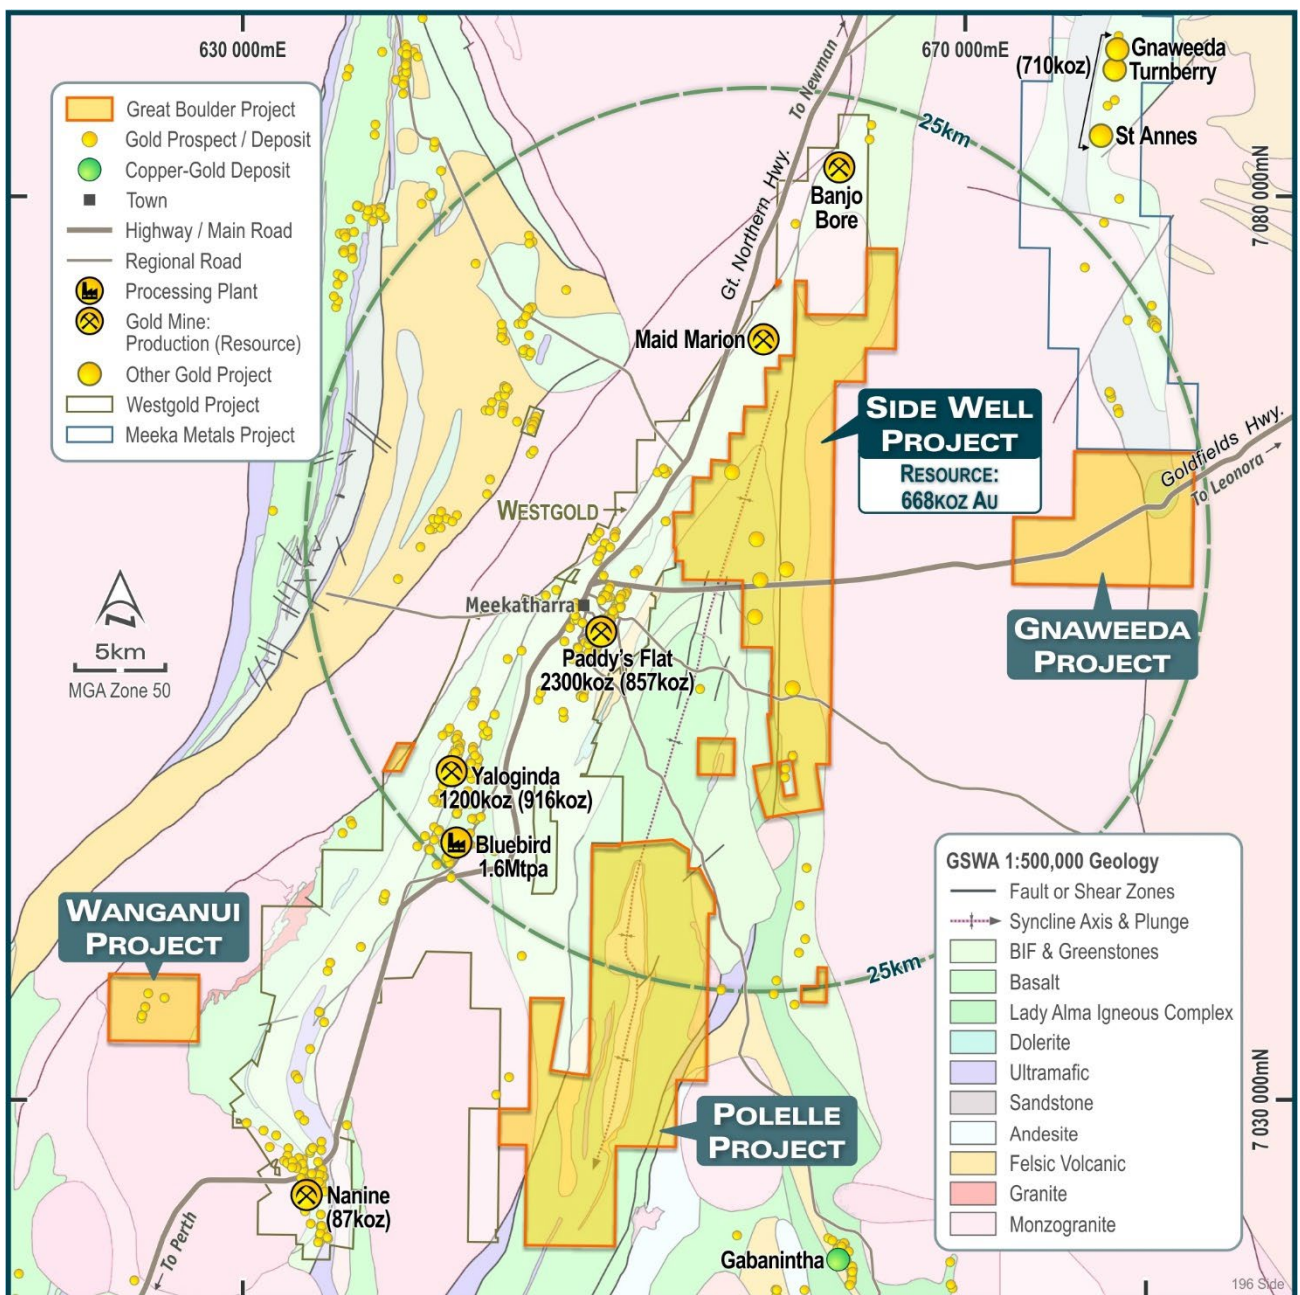 630 000mE
670 000mE
To Newman →
Gnaweeda
(710koz)
Turnberry
St Annes
Great Boulder Project
Gold Prospect / Deposit
Copper-Gold Deposit
Town
Highway / Main Road
Regional Road
Processing Plant
Gold Mine:
Production (Resource)
Other Gold Project
Westgold Project
Meeka Metals Project
25km
Gt. Northern Hwy.
Banjo
Bore
7 080 000mN
Maid Marion
SIDE WELL
PROJECT
RESOURCE:
668KOZ AU
Goldfields Hwy.
To Leonora →
WESTGOLD →
5km
MGA Zone 50
Meekatharra
Paddy's Flat
2300koz (857koz)
GNAWEEDA
PROJECT
Yaloginda
1200koz (916koz)
Bluebird
1.6Mtpa
WANGANUI
PROJECT
25km
GSWA 1:500,000 Geology
Fault or Shear Zones
Syncline Axis & Plunge
BIF & Greenstones
Basalt
Lady Alma Igneous Complex
Dolerite
Ultramafic
Sandstone
Andesite
Felsic Volcanic
Granite
Monzogranite
7 030 000mN
POLELLE
PROJECT
Nanine
(87koz)
← To Perth
Gabanintha
196 Side